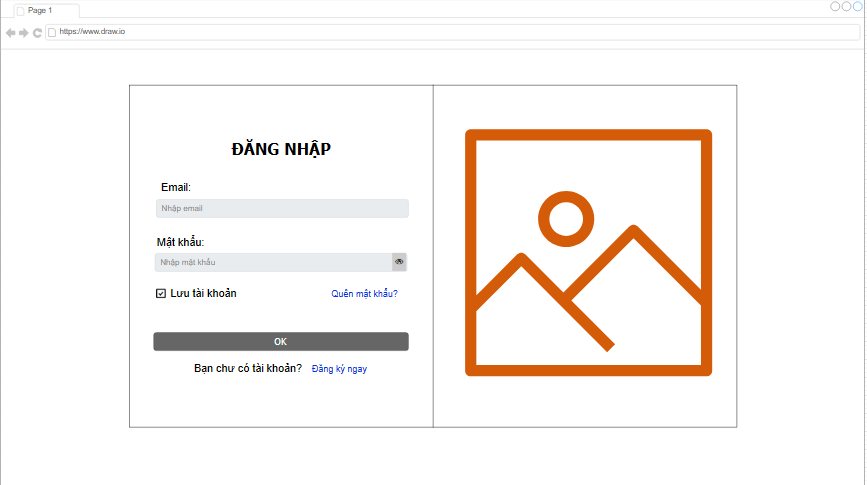 Page 1
https://www.draw.io
ĐĂNG NHẬP
Email:
Nhập email
Mật khẩu:
Nhập mật khẩu
Lưu tài khoản Quên mật khẩu?
OK
Bạn chư có tài khoản? Đăng ký ngay